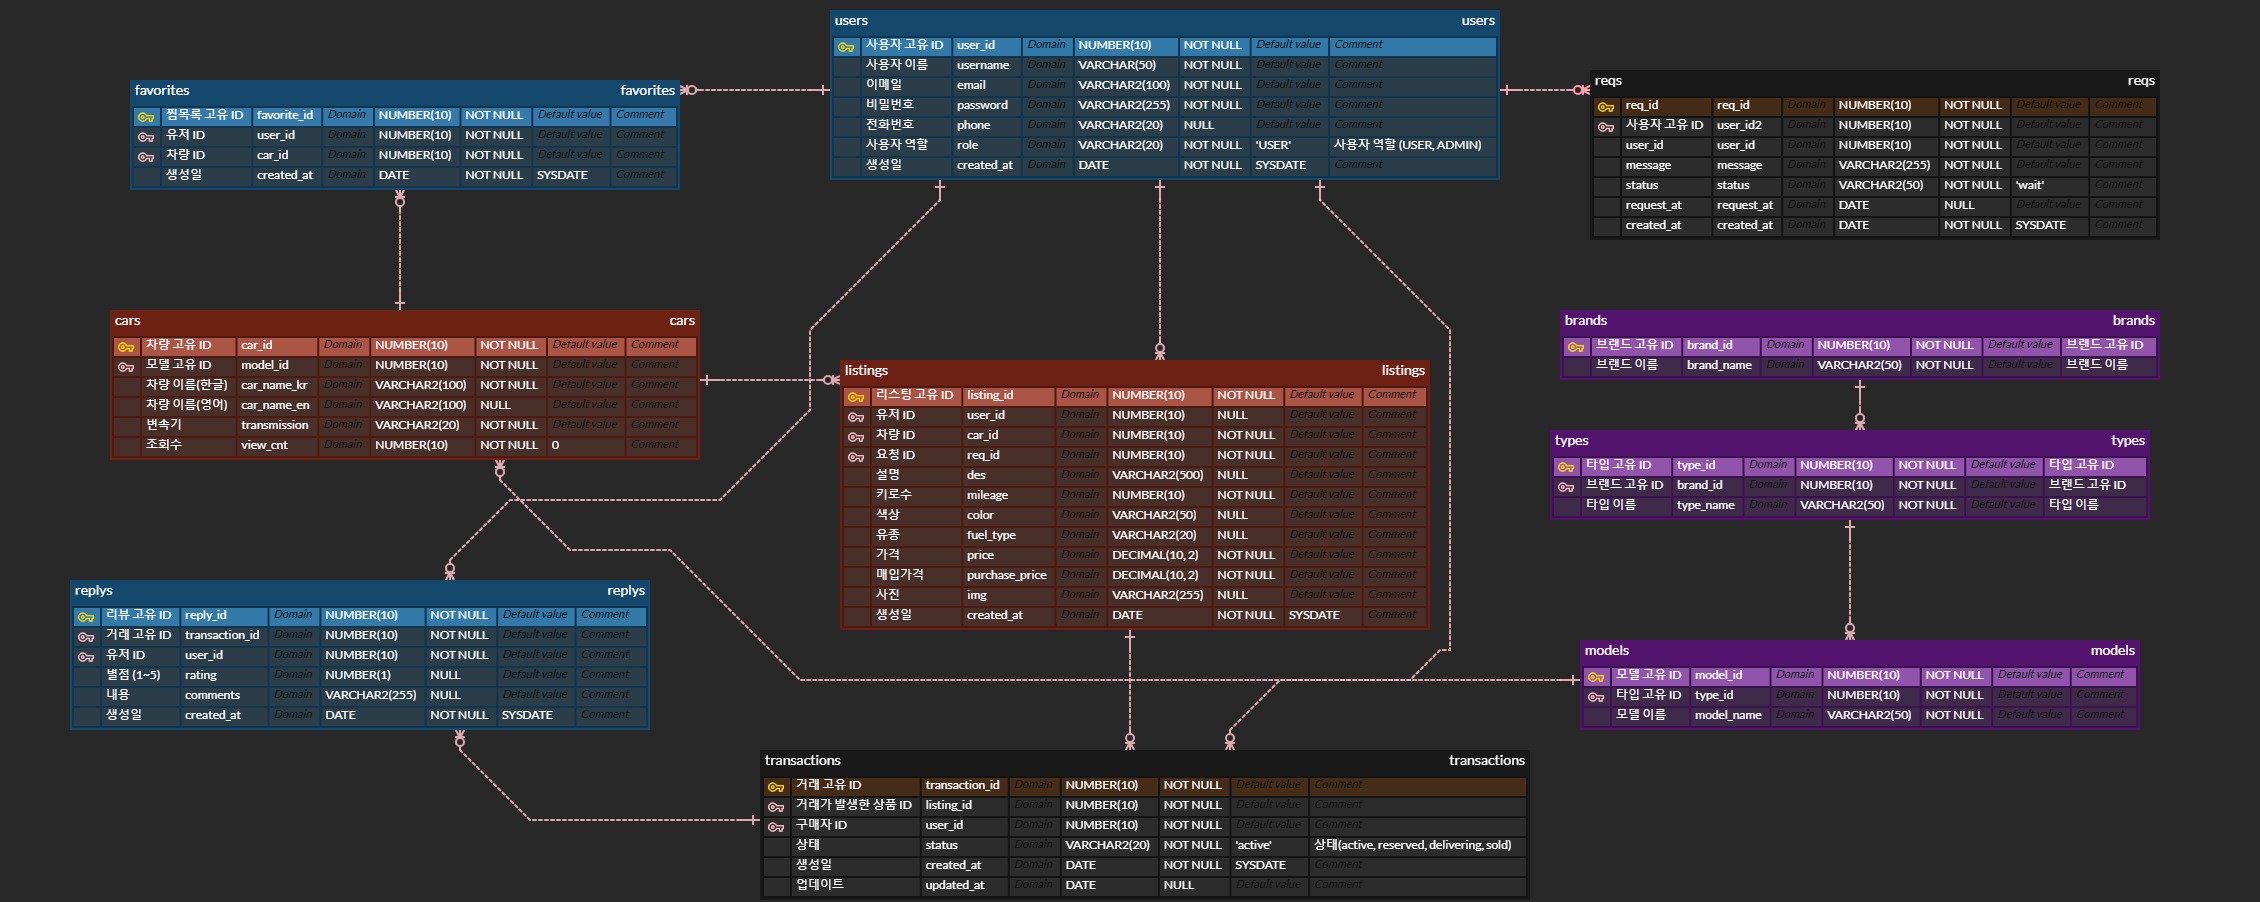 users users
사용자 고유 ID user_id Domain NUMBER(10) NOT NULL Default value Comment
사용자 이름 username Domain VARCHAR(50) NOT NULL Default value Comment
이메일 email Domain VARCHAR2(100) NOT NULL Default value Comment
비밀번호 password Domain VARCHAR2(255) NOT NULL Default value Comment
전화번호 phone Domain VARCHAR2(20) NULL Default value Comment
사용자 역할 role Domain VARCHAR2(20) NOT NULL 'USER' 사용자 역할 (USER, ADMIN)
생성일 created_at Domain DATE NOT NULL SYSDATE Comment
favorites favorites
찜목록 고유 ID favorite_id Domain NUMBER(10) NOT NULL Default value Comment
유저 ID user_id Domain NUMBER(10) NOT NULL Default value Comment
차량 ID car_id Domain NUMBER(10) NOT NULL Default value Comment
생성일 created_at Domain DATE NOT NULL SYSDATE Comment
reqs reqs
req_id req_id Domain NUMBER(10) NOT NULL Default value Comment
사용자 고유 ID user_id2 Domain NUMBER(10) NOT NULL Default value Comment
user_id user_id Domain NUMBER(10) NOT NULL Default value Comment
message message Domain VARCHAR2(255) NOT NULL Default value Comment
status status Domain VARCHAR2(50) NOT NULL 'wait' Comment
request_at request_at Domain DATE NULL Default value Comment
created_at created_at Domain DATE NOT NULL SYSDATE Comment
cars cars
차량 고유 ID car_id Domain NUMBER(10) NOT NULL Default value Comment
모델 고유 ID model_id Domain NUMBER(10) NOT NULL Default value Comment
차량 이름(한글) car_name_kr Domain VARCHAR2(100) NOT NULL Default value Comment
차량 이름(영어) car_name_en Domain VARCHAR2(100) NULL Default value Comment
변속기 transmission Domain VARCHAR2(20) NOT NULL Default value Comment
조회수 view_cnt Domain NUMBER(10) NOT NULL 0 Comment
brands brands
브랜드 고유 ID brand_id Domain NUMBER(10) NOT NULL Default value 브랜드 고유 ID
브랜드 이름 brand_name Domain VARCHAR2(50) NOT NULL Default value 브랜드 이름
listings listings
리스팅 고유 ID listing_id Domain NUMBER(10) NOT NULL Default value Comment
유저 ID user_id Domain NUMBER(10) NULL Default value Comment
차량 ID car_id Domain NUMBER(10) NOT NULL Default value Comment
요청 ID req_id Domain NUMBER(10) NOT NULL Default value Comment
설명 des Domain VARCHAR2(500) NULL Default value Comment
키로수 mileage Domain NUMBER(10) NOT NULL Default value Comment
색상 color Domain VARCHAR2(50) NULL Default value Comment
유종 fuel_type Domain VARCHAR2(20) NULL Default value Comment
가격 price Domain DECIMAL(10, 2) NOT NULL Default value Comment
매입가격 purchase_price Domain DECIMAL(10, 2) NOT NULL Default value Comment
사진 img Domain VARCHAR2(255) NULL Default value Comment
생성일 created_at Domain DATE NOT NULL SYSDATE Comment
types types
타입 고유 ID type_id Domain NUMBER(10) NOT NULL Default value 타입 고유 ID
브랜드 고유 ID brand_id Domain NUMBER(10) NOT NULL Default value 브랜드 고유 ID
타입 이름 type_name Domain VARCHAR2(50) NOT NULL Default value 타입 이름
replys replys
리뷰 고유 ID reply_id Domain NUMBER(10) NOT NULL Default value Comment
거래 고유 ID transaction_id Domain NUMBER(10) NOT NULL Default value Comment
유저 ID user_id Domain NUMBER(10) NOT NULL Default value Comment
별점 (1~5) rating Domain NUMBER(1) NULL Default value Comment
내용 comments Domain VARCHAR2(255) NULL Default value Comment
생성일 created_at Domain DATE NOT NULL SYSDATE Comment
models models
모델 고유 ID model_id Domain NUMBER(10) NOT NULL Default value Comment
타입 고유 ID type_id Domain NUMBER(10) NOT NULL Default value Comment
모델 이름 model_name Domain VARCHAR2(50) NOT NULL Default value Comment
transactions transactions
거래 고유 ID transaction_id Domain NUMBER(10) NOT NULL Default value Comment
거래가 발생한 상품 ID listing_id Domain NUMBER(10) NOT NULL Default value Comment
구매자 ID user_id Domain NUMBER(10) NOT NULL Default value Comment
상태 status Domain VARCHAR2(20) NOT NULL 'active' 상태(active, reserved, delivering, sold)
생성일 created_at Domain DATE NOT NULL SYSDATE Comment
업데이트 updated_at Domain DATE NULL Default value Comment